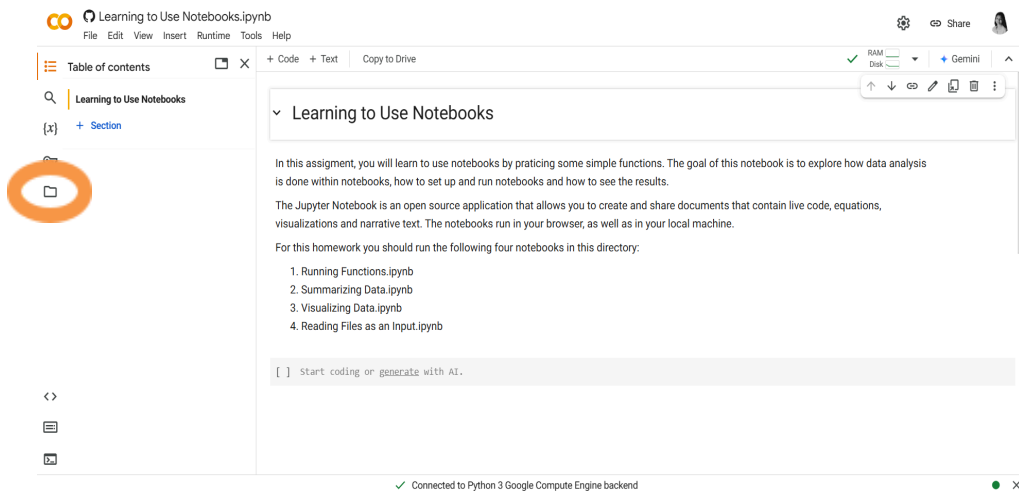 Learning to Use Notebooks.ipynb
File Edit View Insert Runtime Tools Help
Share
Table of contents
+ Code + Text Copy to Drive
RAM
Disk
Gemini
Learning to Use Notebooks
{x}
+ Section
Learning to Use Notebooks
In this assigment, you will learn to use notebooks by praticing some simple functions. The goal of this notebook is to explore how data analysis
is done within notebooks, how to set up and run notebooks and how to see the results.
The Jupyter Notebook is an open source application that allows you to create and share documents that contain live code, equations,
visualizations and narrative text. The notebooks run in your browser, as well as in your local machine.
For this homework you should run the following four notebooks in this directory:
1. Running Functions.ipynb
2. Summarizing Data.ipynb
3. Visualizing Data.ipynb
4. Reading Files as an Input.ipynb
[ ] Start coding or generate with AI.
Connected to Python 3 Google Compute Engine backend